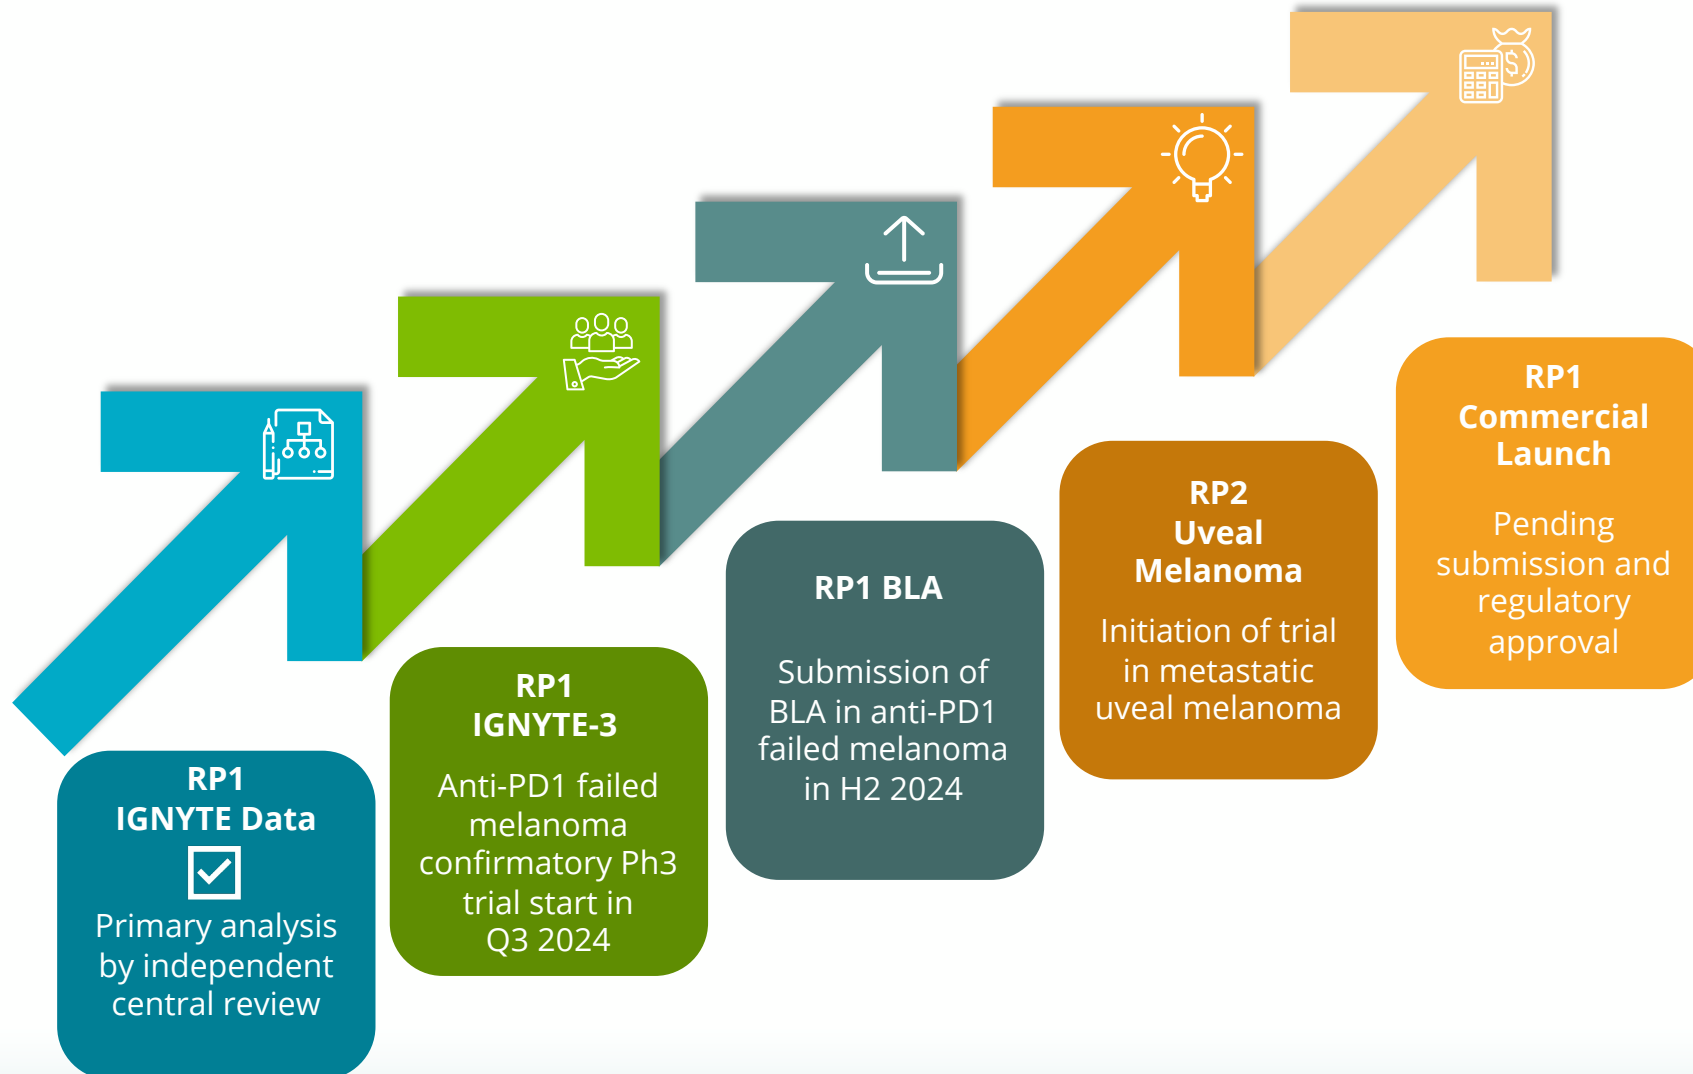 RP1
IGNYTE Data
Primary analysis
by independent
central review
RP1
IGNYTE-3
Anti-PD1 failed
melanoma
confirmatory Ph3
trial start in
Q3 2024
RP1 BLA
Submission of
BLA in anti-PD1
failed melanoma
in H2 2024
RP2
Uveal
Melanoma
Initiation of trial
in metastatic
uveal melanoma
RP1
Commercial
Launch
Pending
submission and
regulatory
approval
$